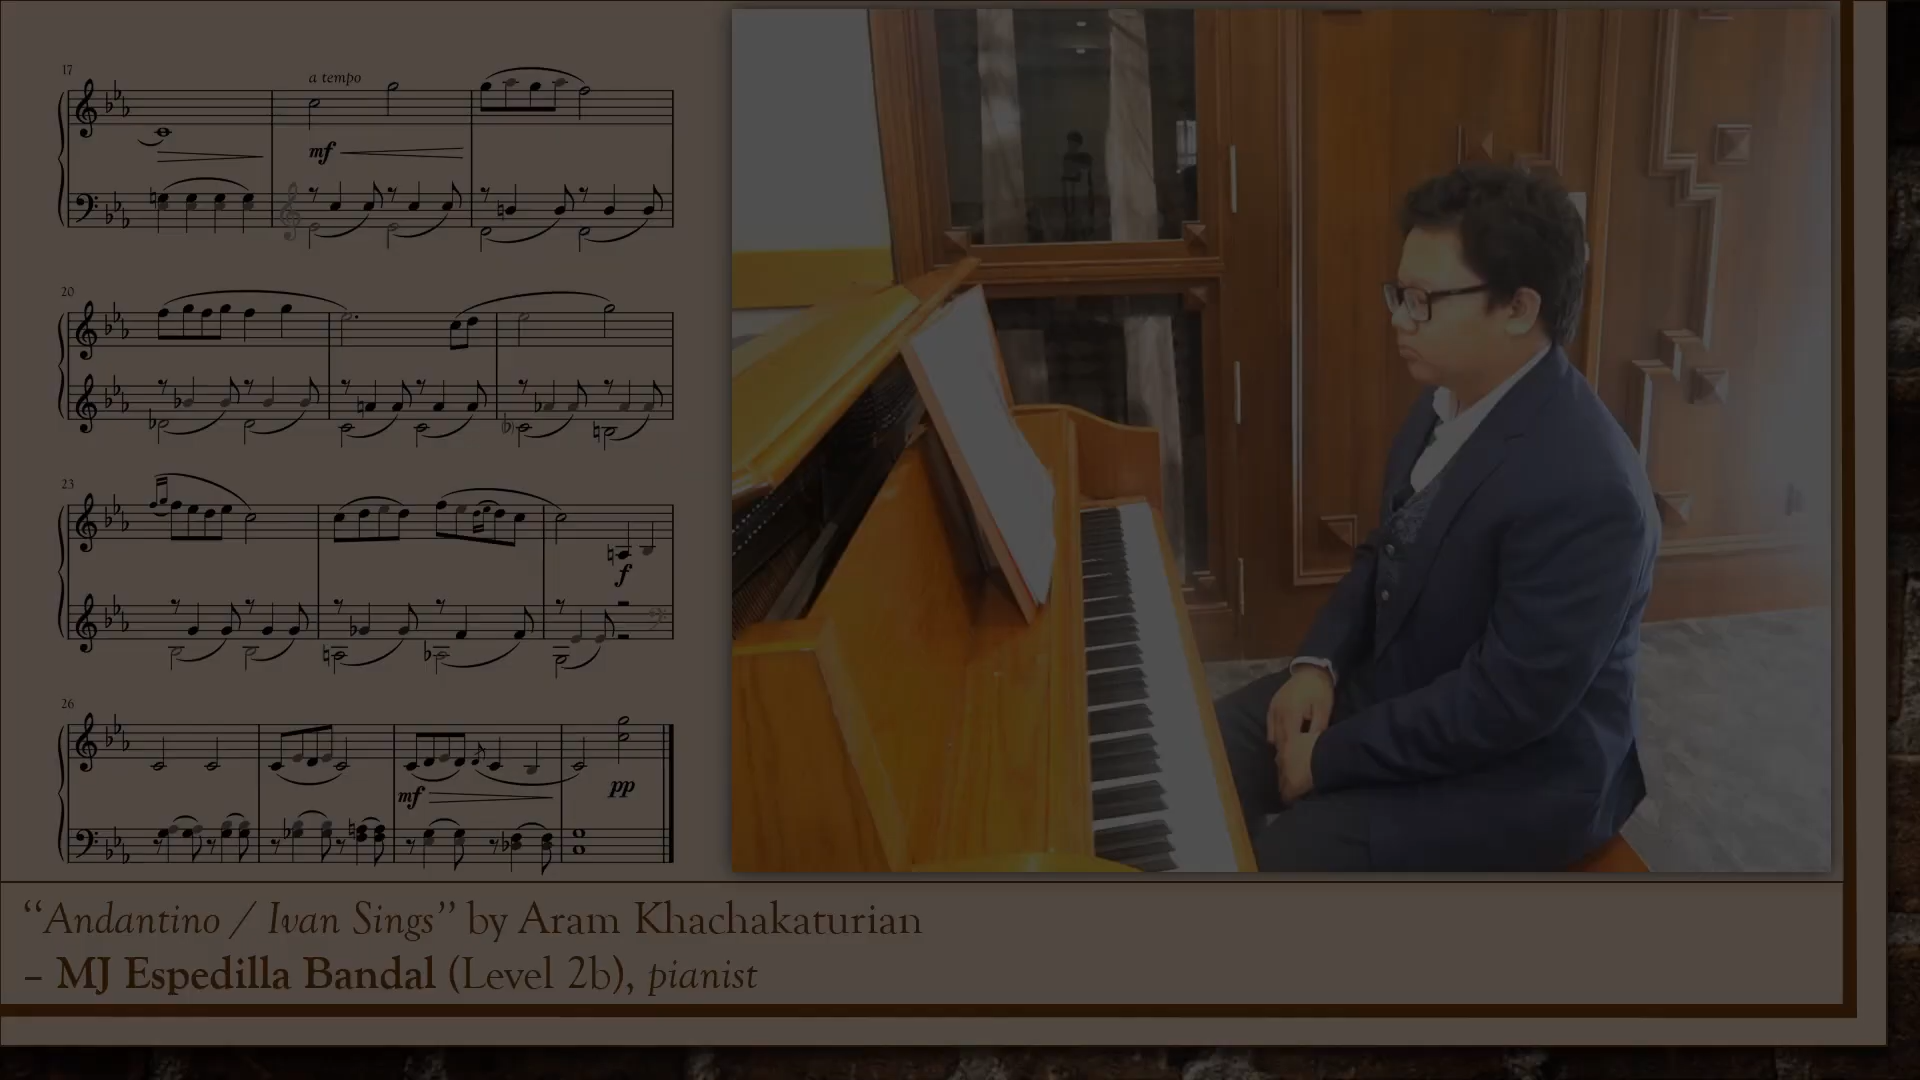 17
a tempo
mf
20
(♭)
23
f
26
mf
pp
“Andantino / Ivan Sings” by Aram Khachakaturian
– MJ Espedilla Bandal (Level 2b), pianist